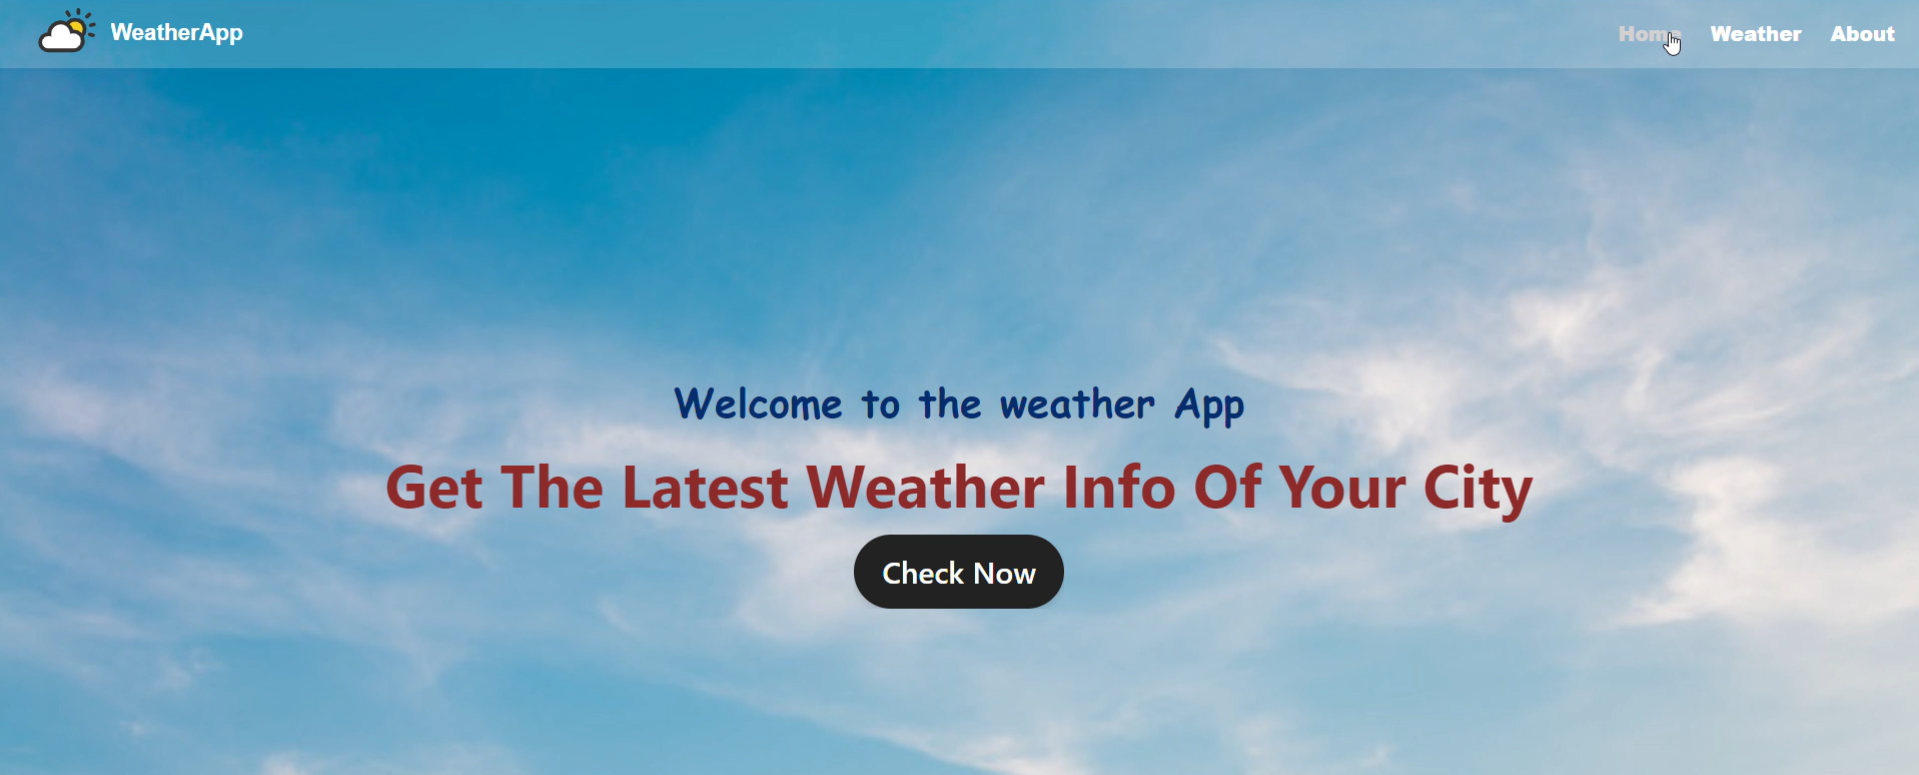 WeatherApp
Home Weather About
Welcome to the weather App
Get The Latest Weather Info Of Your City
Check Now